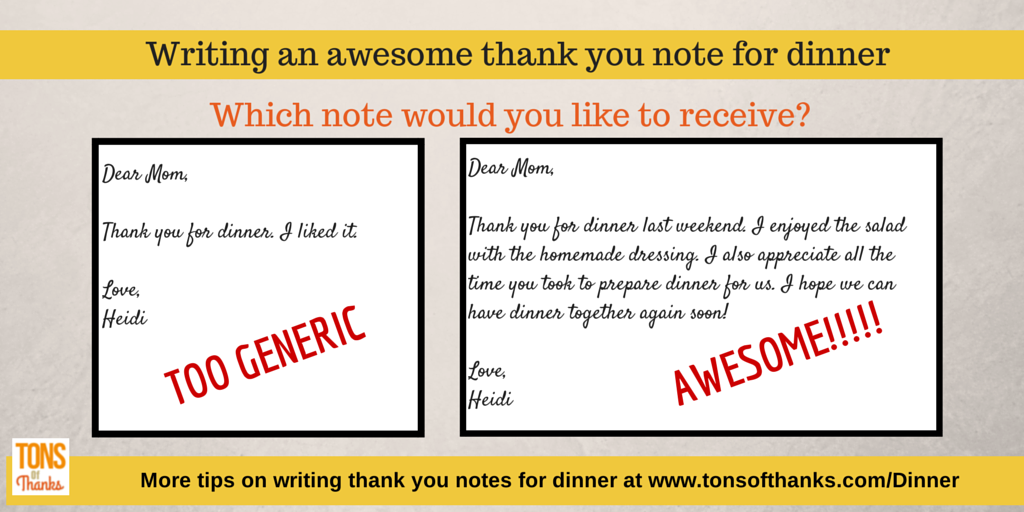 Writing an awesome thank you note for dinner
Which note would you like to receive?
Dear Mom,
Thank you for dinner. I liked it.
Love,
Heidi
TOO GENERIC
Dear Mom,
Thank you for dinner last weekend. I enjoyed the salad
with the homemade dressing. I also appreciate all the
time you took to prepare dinner for us. I hope we can
have dinner together again soon!
Love,
Heidi
AWESOME!!!!!
TONS
Of
Thanks
More tips on writing thank you notes for dinner at www.tonsofthanks.com/Dinner